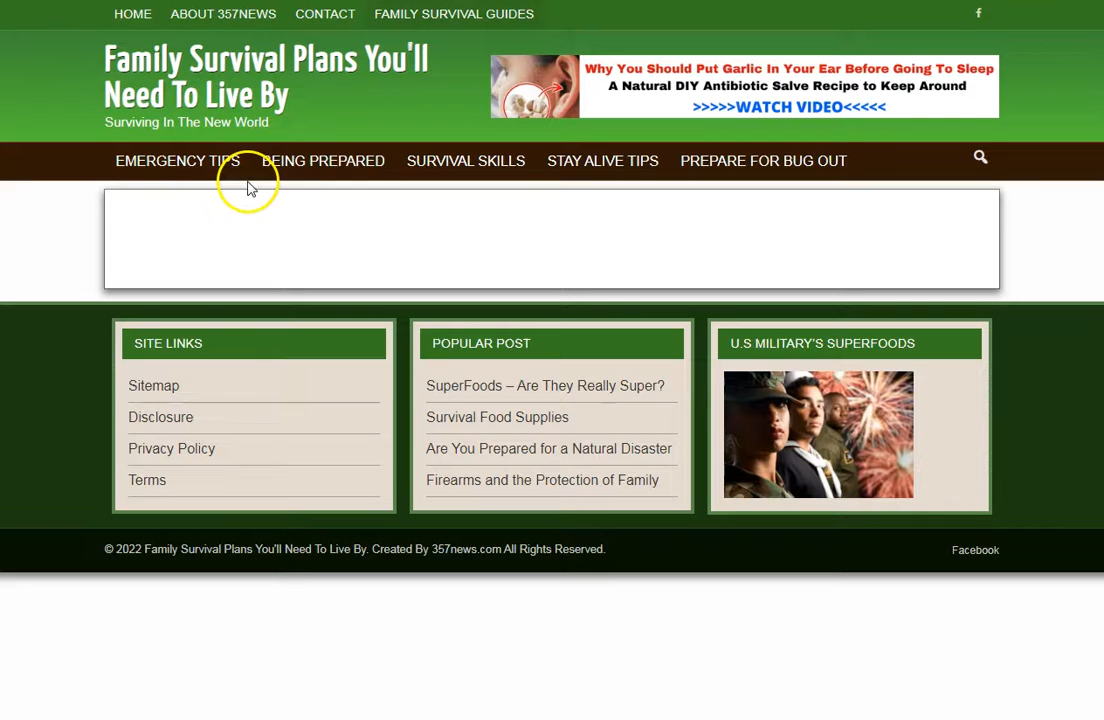 HOME ABOUT 357NEWS CONTACT FAMILY SURVIVAL GUIDES
Family Survival Plans You'll
Need To Live By
Surviving In The New World
Why You Should Put Garlic In Your Ear Before Going To Sleep
A Natural DIY Antibiotic Salve Recipe to Keep Around
>>>>>WATCH VIDEO<<<<<
EMERGENCY TIPS BEING PREPARED SURVIVAL SKILLS STAY ALIVE TIPS PREPARE FOR BUG OUT
SITE LINKS
Sitemap
Disclosure
Privacy Policy
Terms
POPULAR POST
SuperFoods – Are They Really Super?
Survival Food Supplies
Are You Prepared for a Natural Disaster
Firearms and the Protection of Family
U.S MILITARY'S SUPERFOODS
© 2022 Family Survival Plans You'll Need To Live By. Created By 357news.com All Rights Reserved.
Facebook